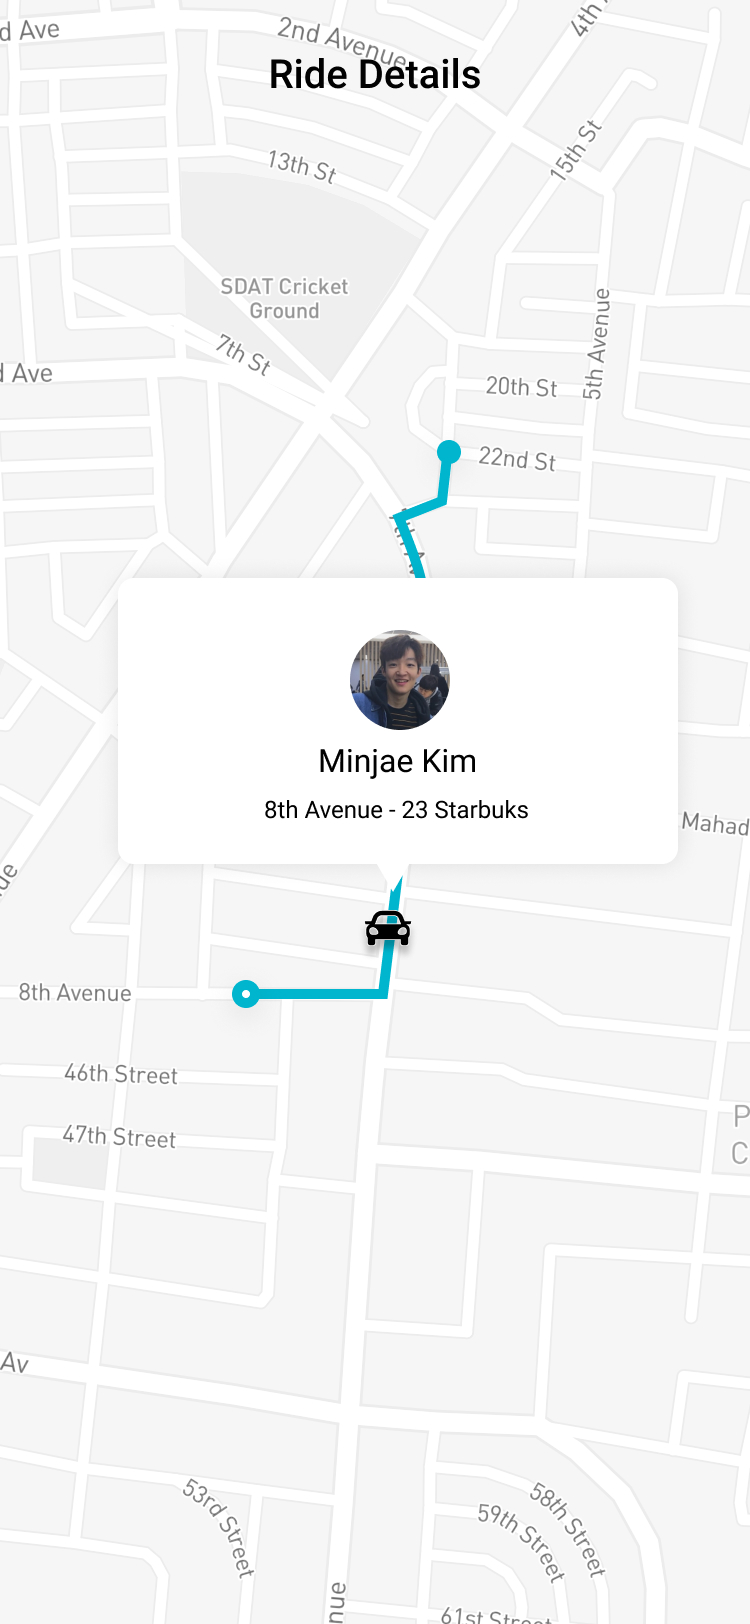 d Ave
2nd Avenue
4th
Ride Details
15th St
13th St
SDAT Cricket
Ground
5th Avenue
7th St
d Ave
20th St
22nd St
Minjae Kim
8th Avenue - 23 Starbuks
Mahad
8th Avenue
46th Street
47th Street
P
C
Av
53rd Street
58th Street
59th Street
61st Street